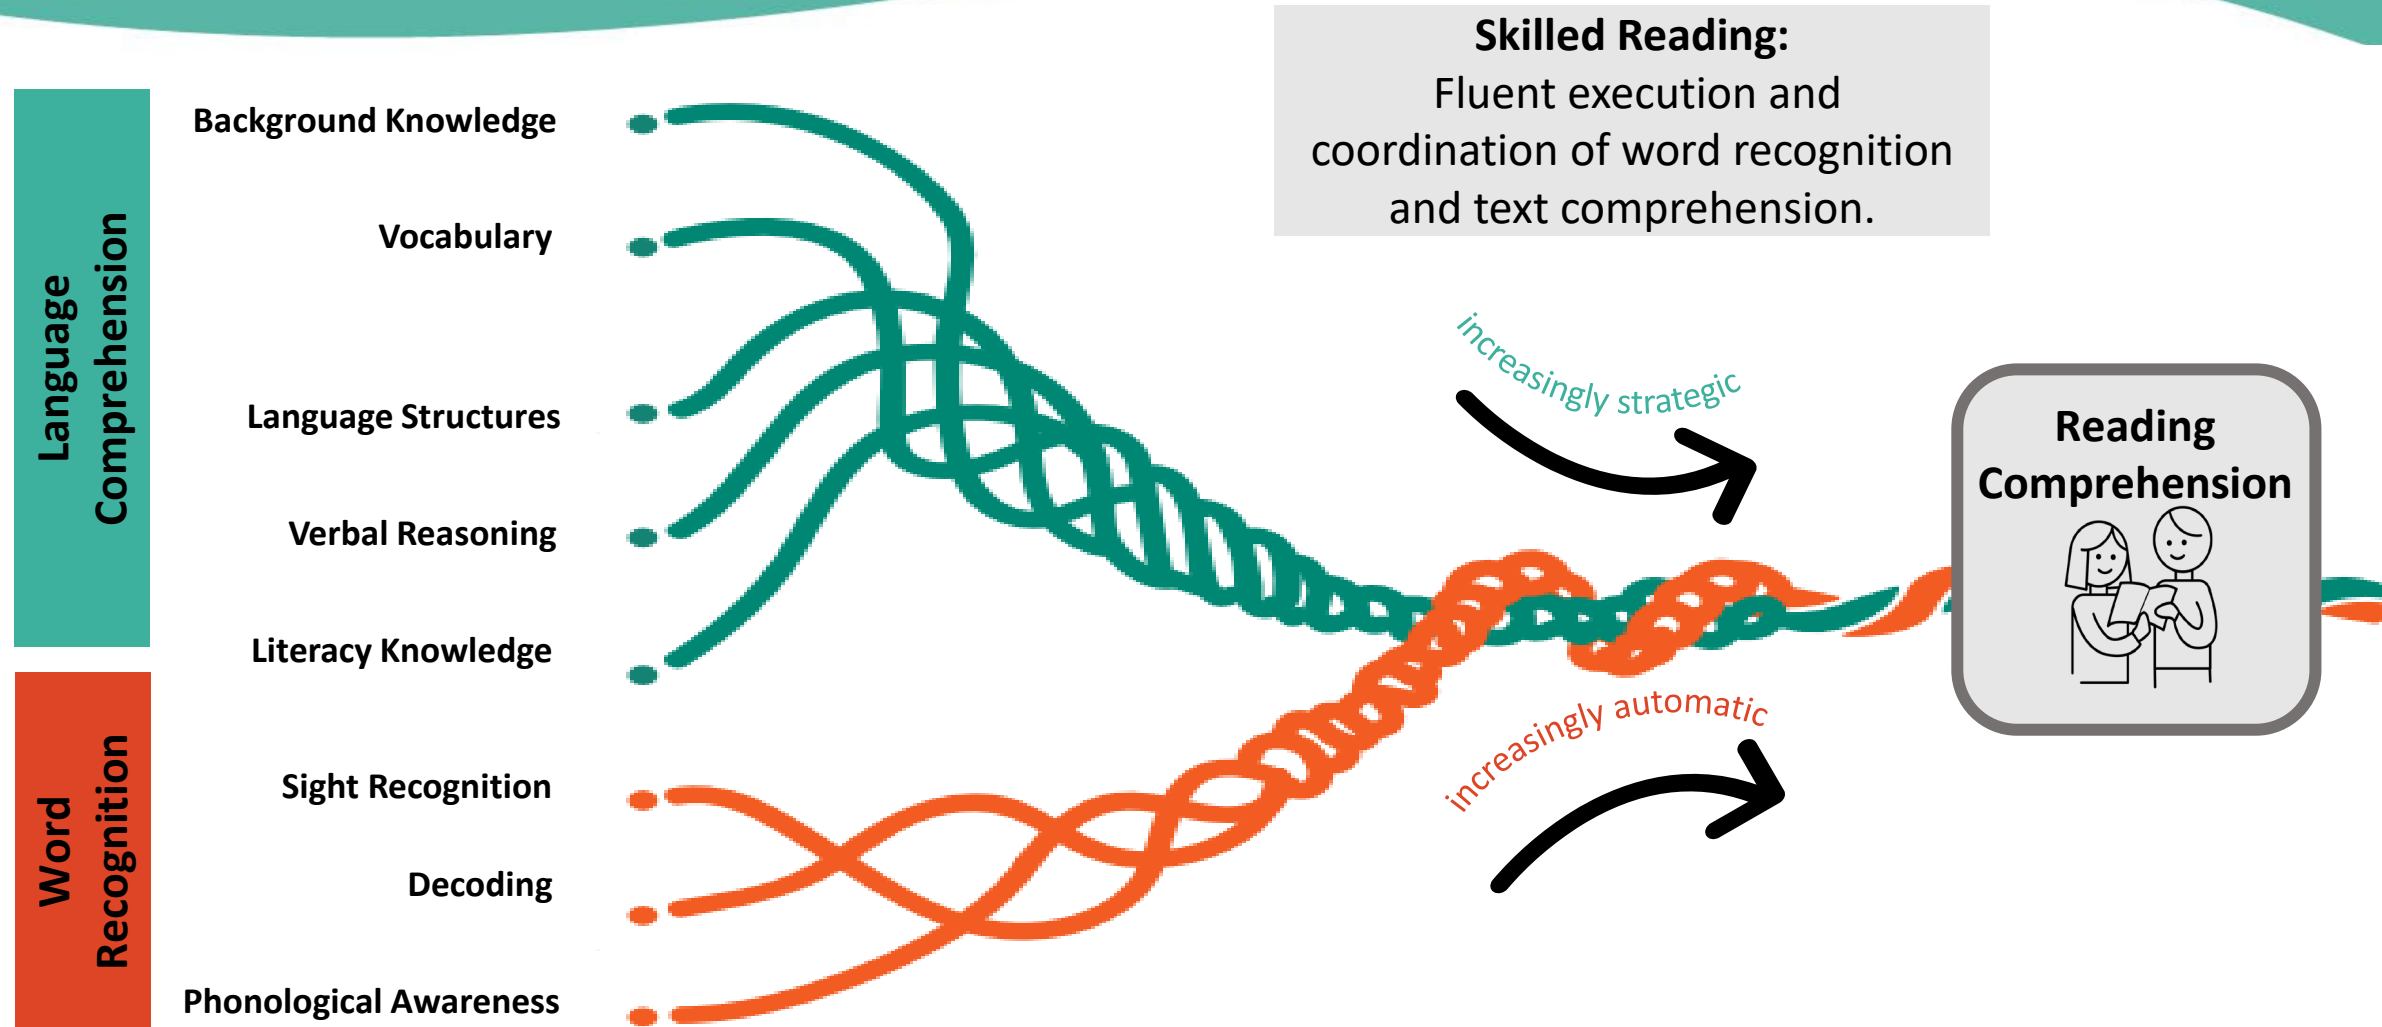 Skilled Reading:
Fluent execution and
coordination of word recognition
and text comprehension.
Language
Comprehension
Background Knowledge
Vocabulary
Language Structures
Verbal Reasoning
Literacy Knowledge
Word
Recognition
Sight Recognition
Decoding
Phonological Awareness
increasingly strategic
increasingly automatic
Reading
Comprehension